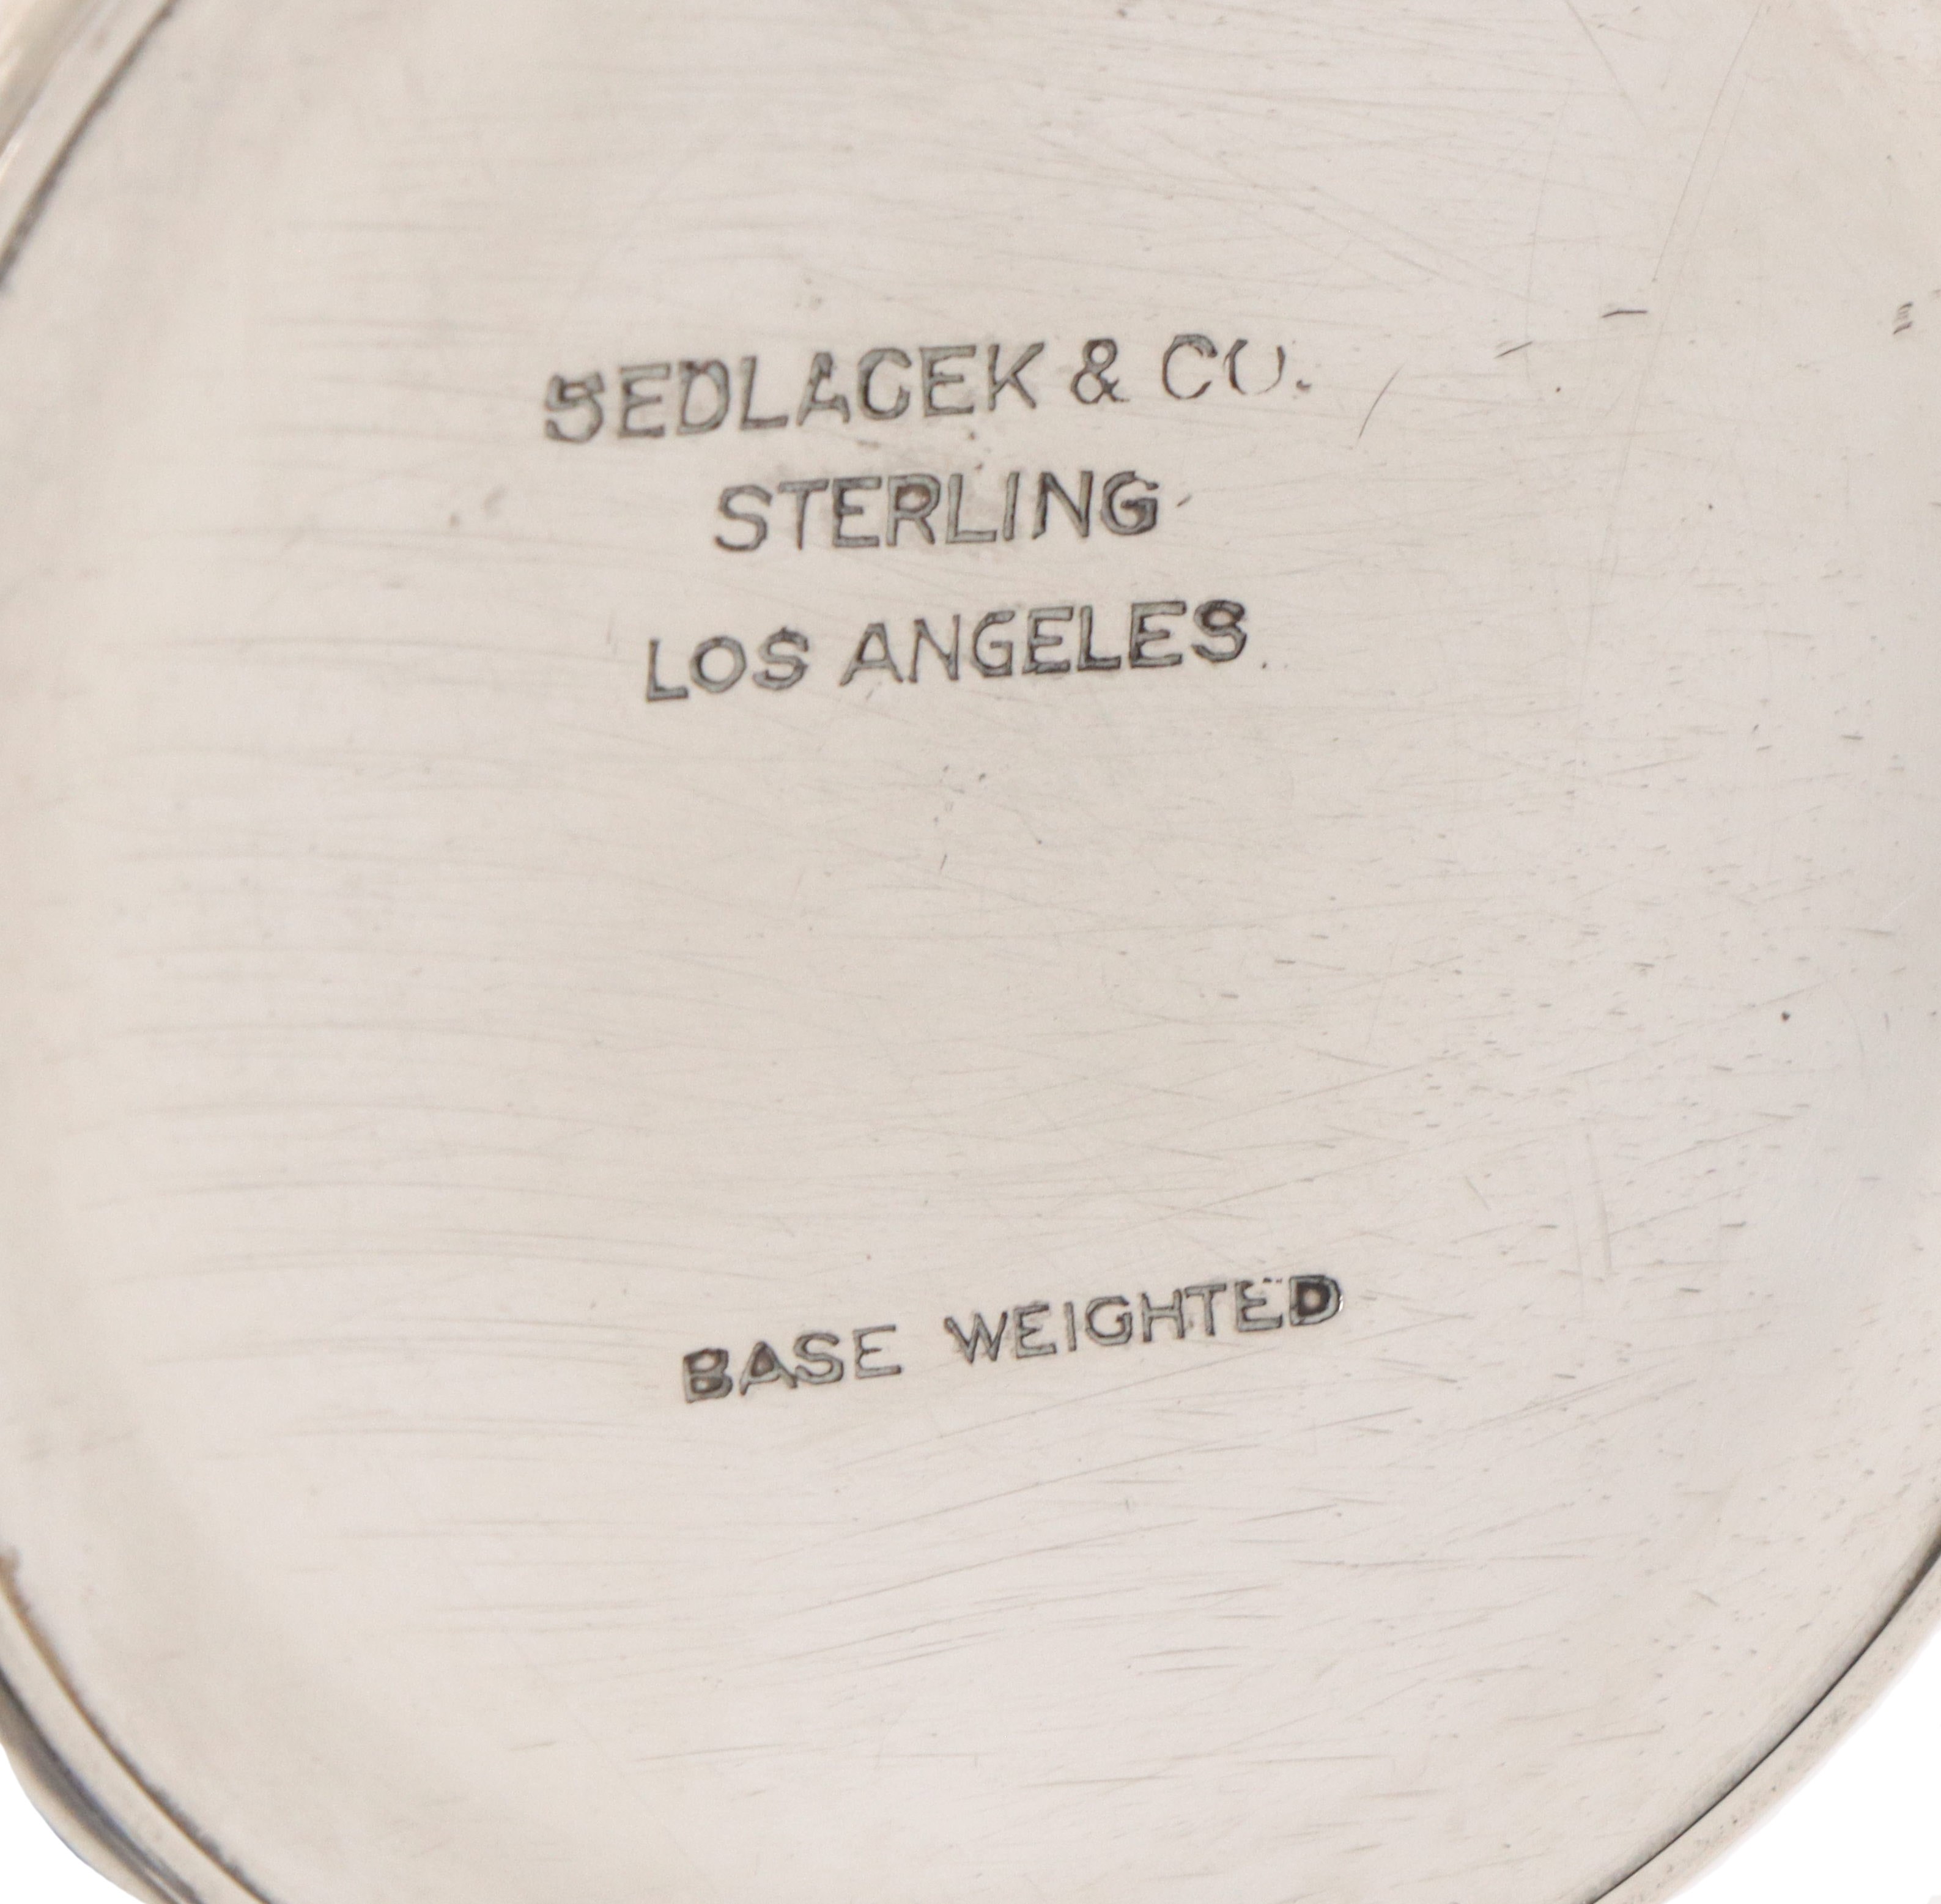 SEDLACEK & CO.
STERLING
LOS ANGELES
BASE WEIGHTED